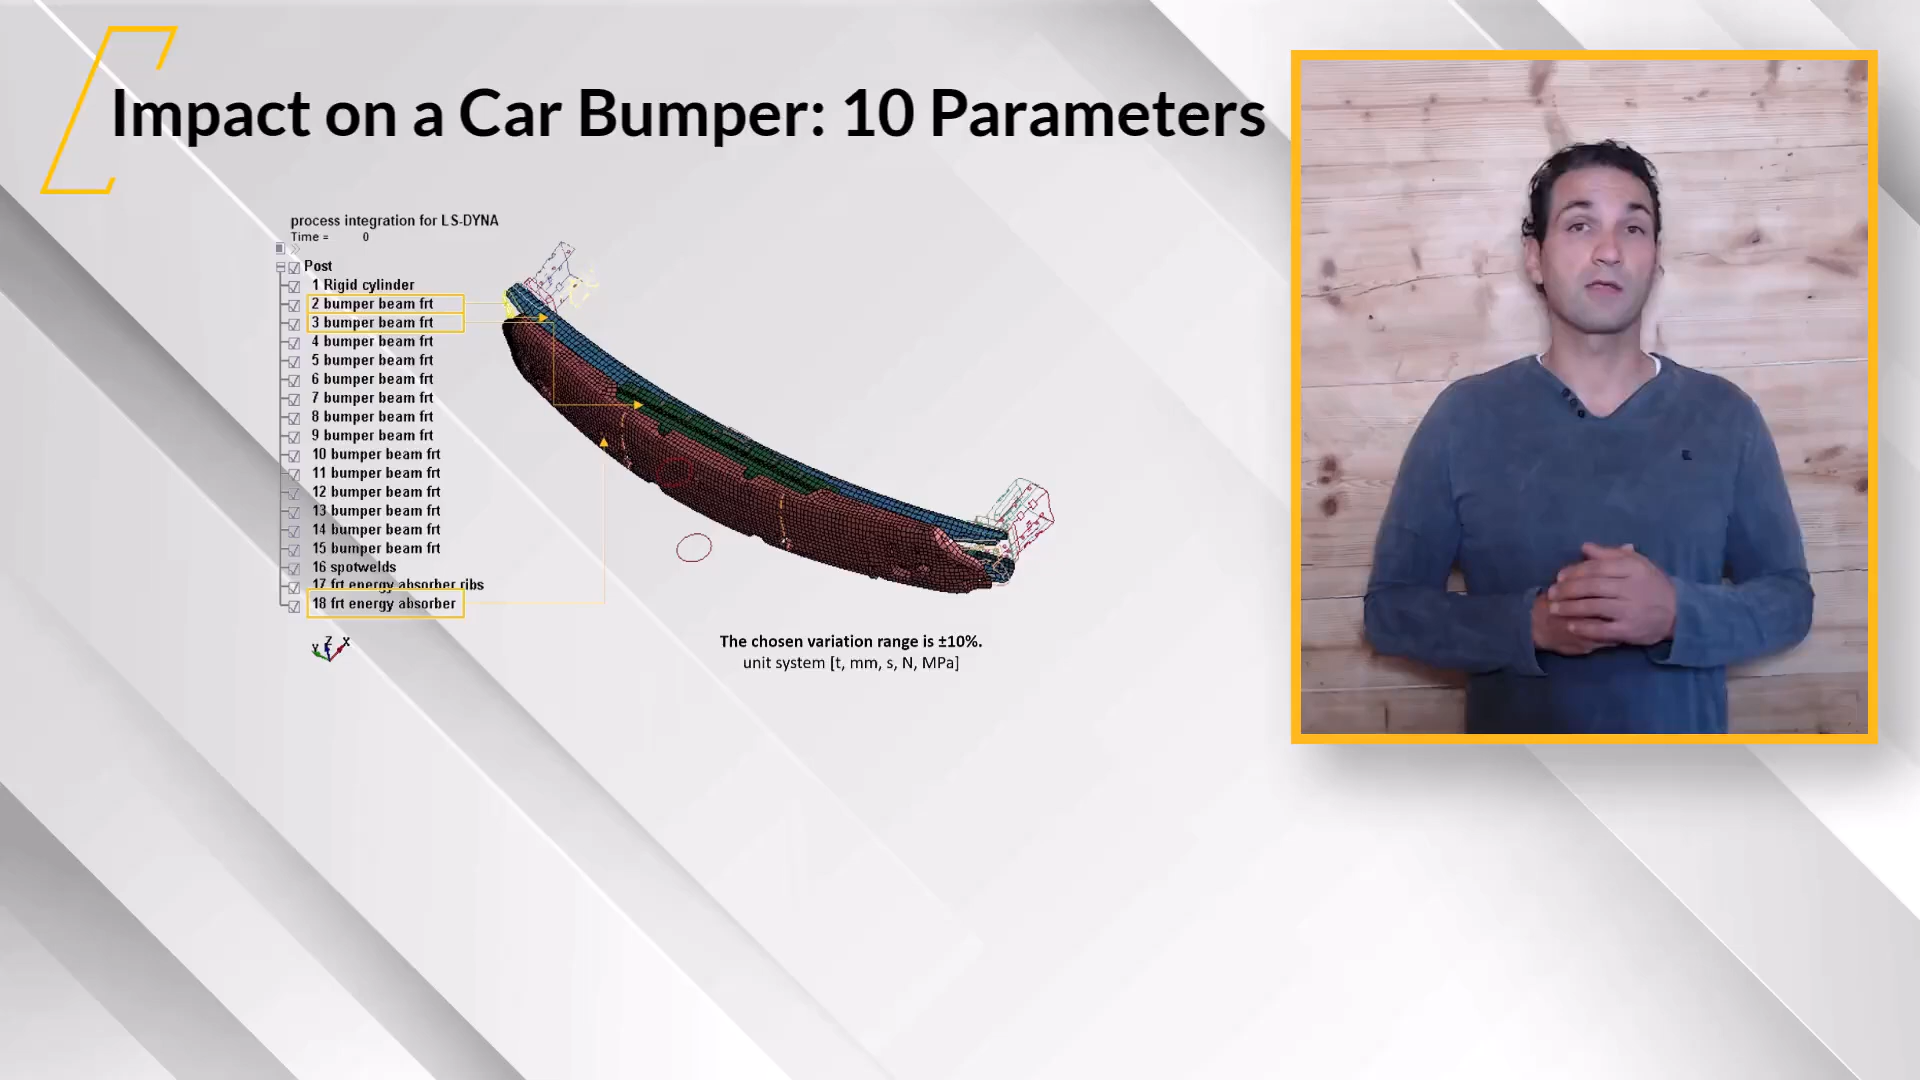 Impact on a Car Bumper: 10 Parameters
process integration for LS-DYNA
Time = 0
Post
1 Rigid cylinder
2 bumper beam frt
3 bumper beam frt
4 bumper beam frt
5 bumper beam frt
6 bumper beam frt
7 bumper beam frt
8 bumper beam frt
9 bumper beam frt
10 bumper beam frt
11 bumper beam frt
12 bumper beam frt
13 bumper beam frt
14 bumper beam frt
15 bumper beam frt
16 spotwelds
17 frt energy absorber ribs
18 frt energy absorber
Y Z X
The chosen variation range is ±10%.
unit system [t, mm, s, N, MPa]